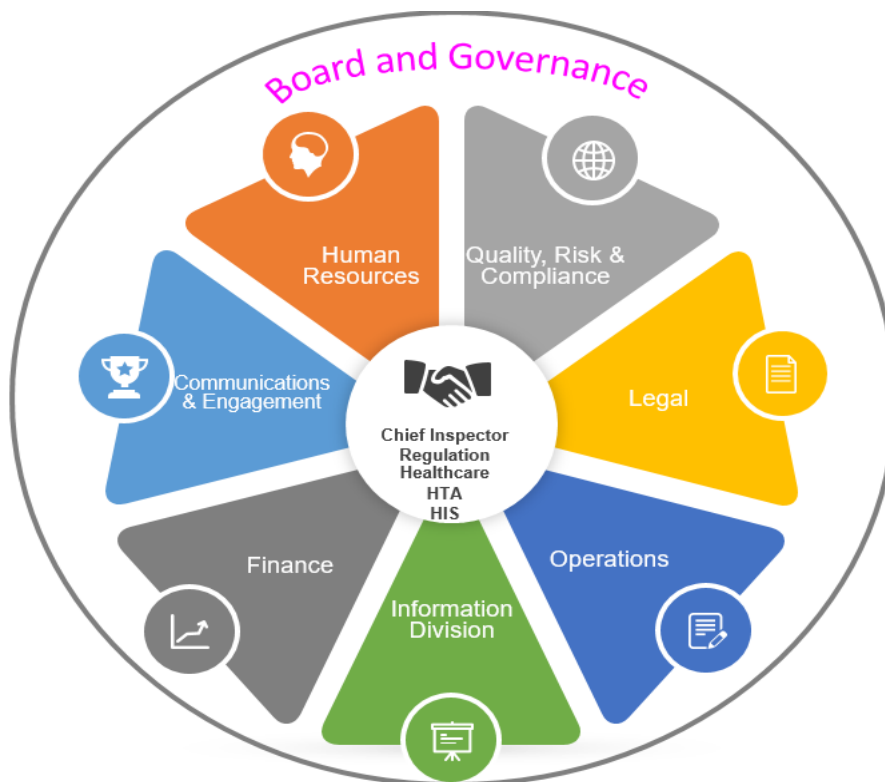 Board and Governance
Human
Resources
Quality, Risk &
Compliance
Communications
& Engagement
Legal
Chief Inspector
Regulation
Healthcare
HTA
HIS
Finance
Operations
Information
Division